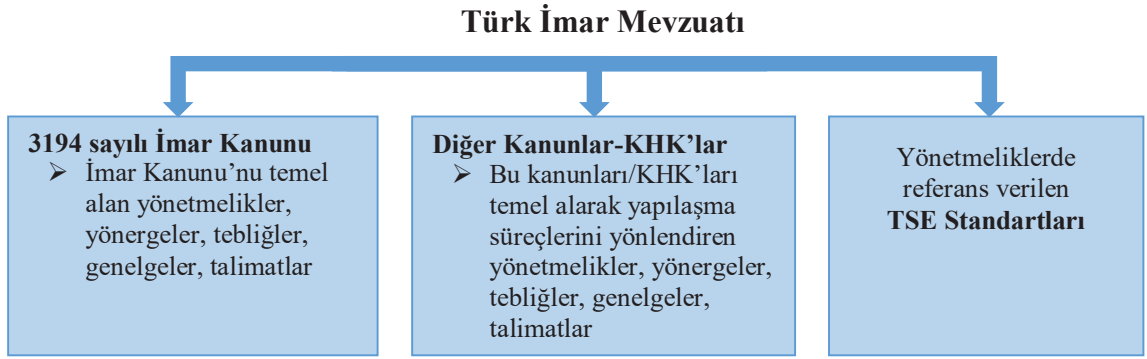 Türk İmar Mevzuatı
3194 sayılı İmar Kanunu
➢ İmar Kanunu’nu temel
alan yönetmelikler,
yönergeler, tebliğler,
genelgeler, talimatlar
Diğer Kanunlar-KHK’lar
➢ Bu kanunları/KHK’ları
temel alarak yapılaşma
süreçlerini yönlendiren
yönetmelikler, yönergeler,
tebliğler, genelgeler,
talimatlar
Yönetmeliklerde
referans verilen
TSE Standartları